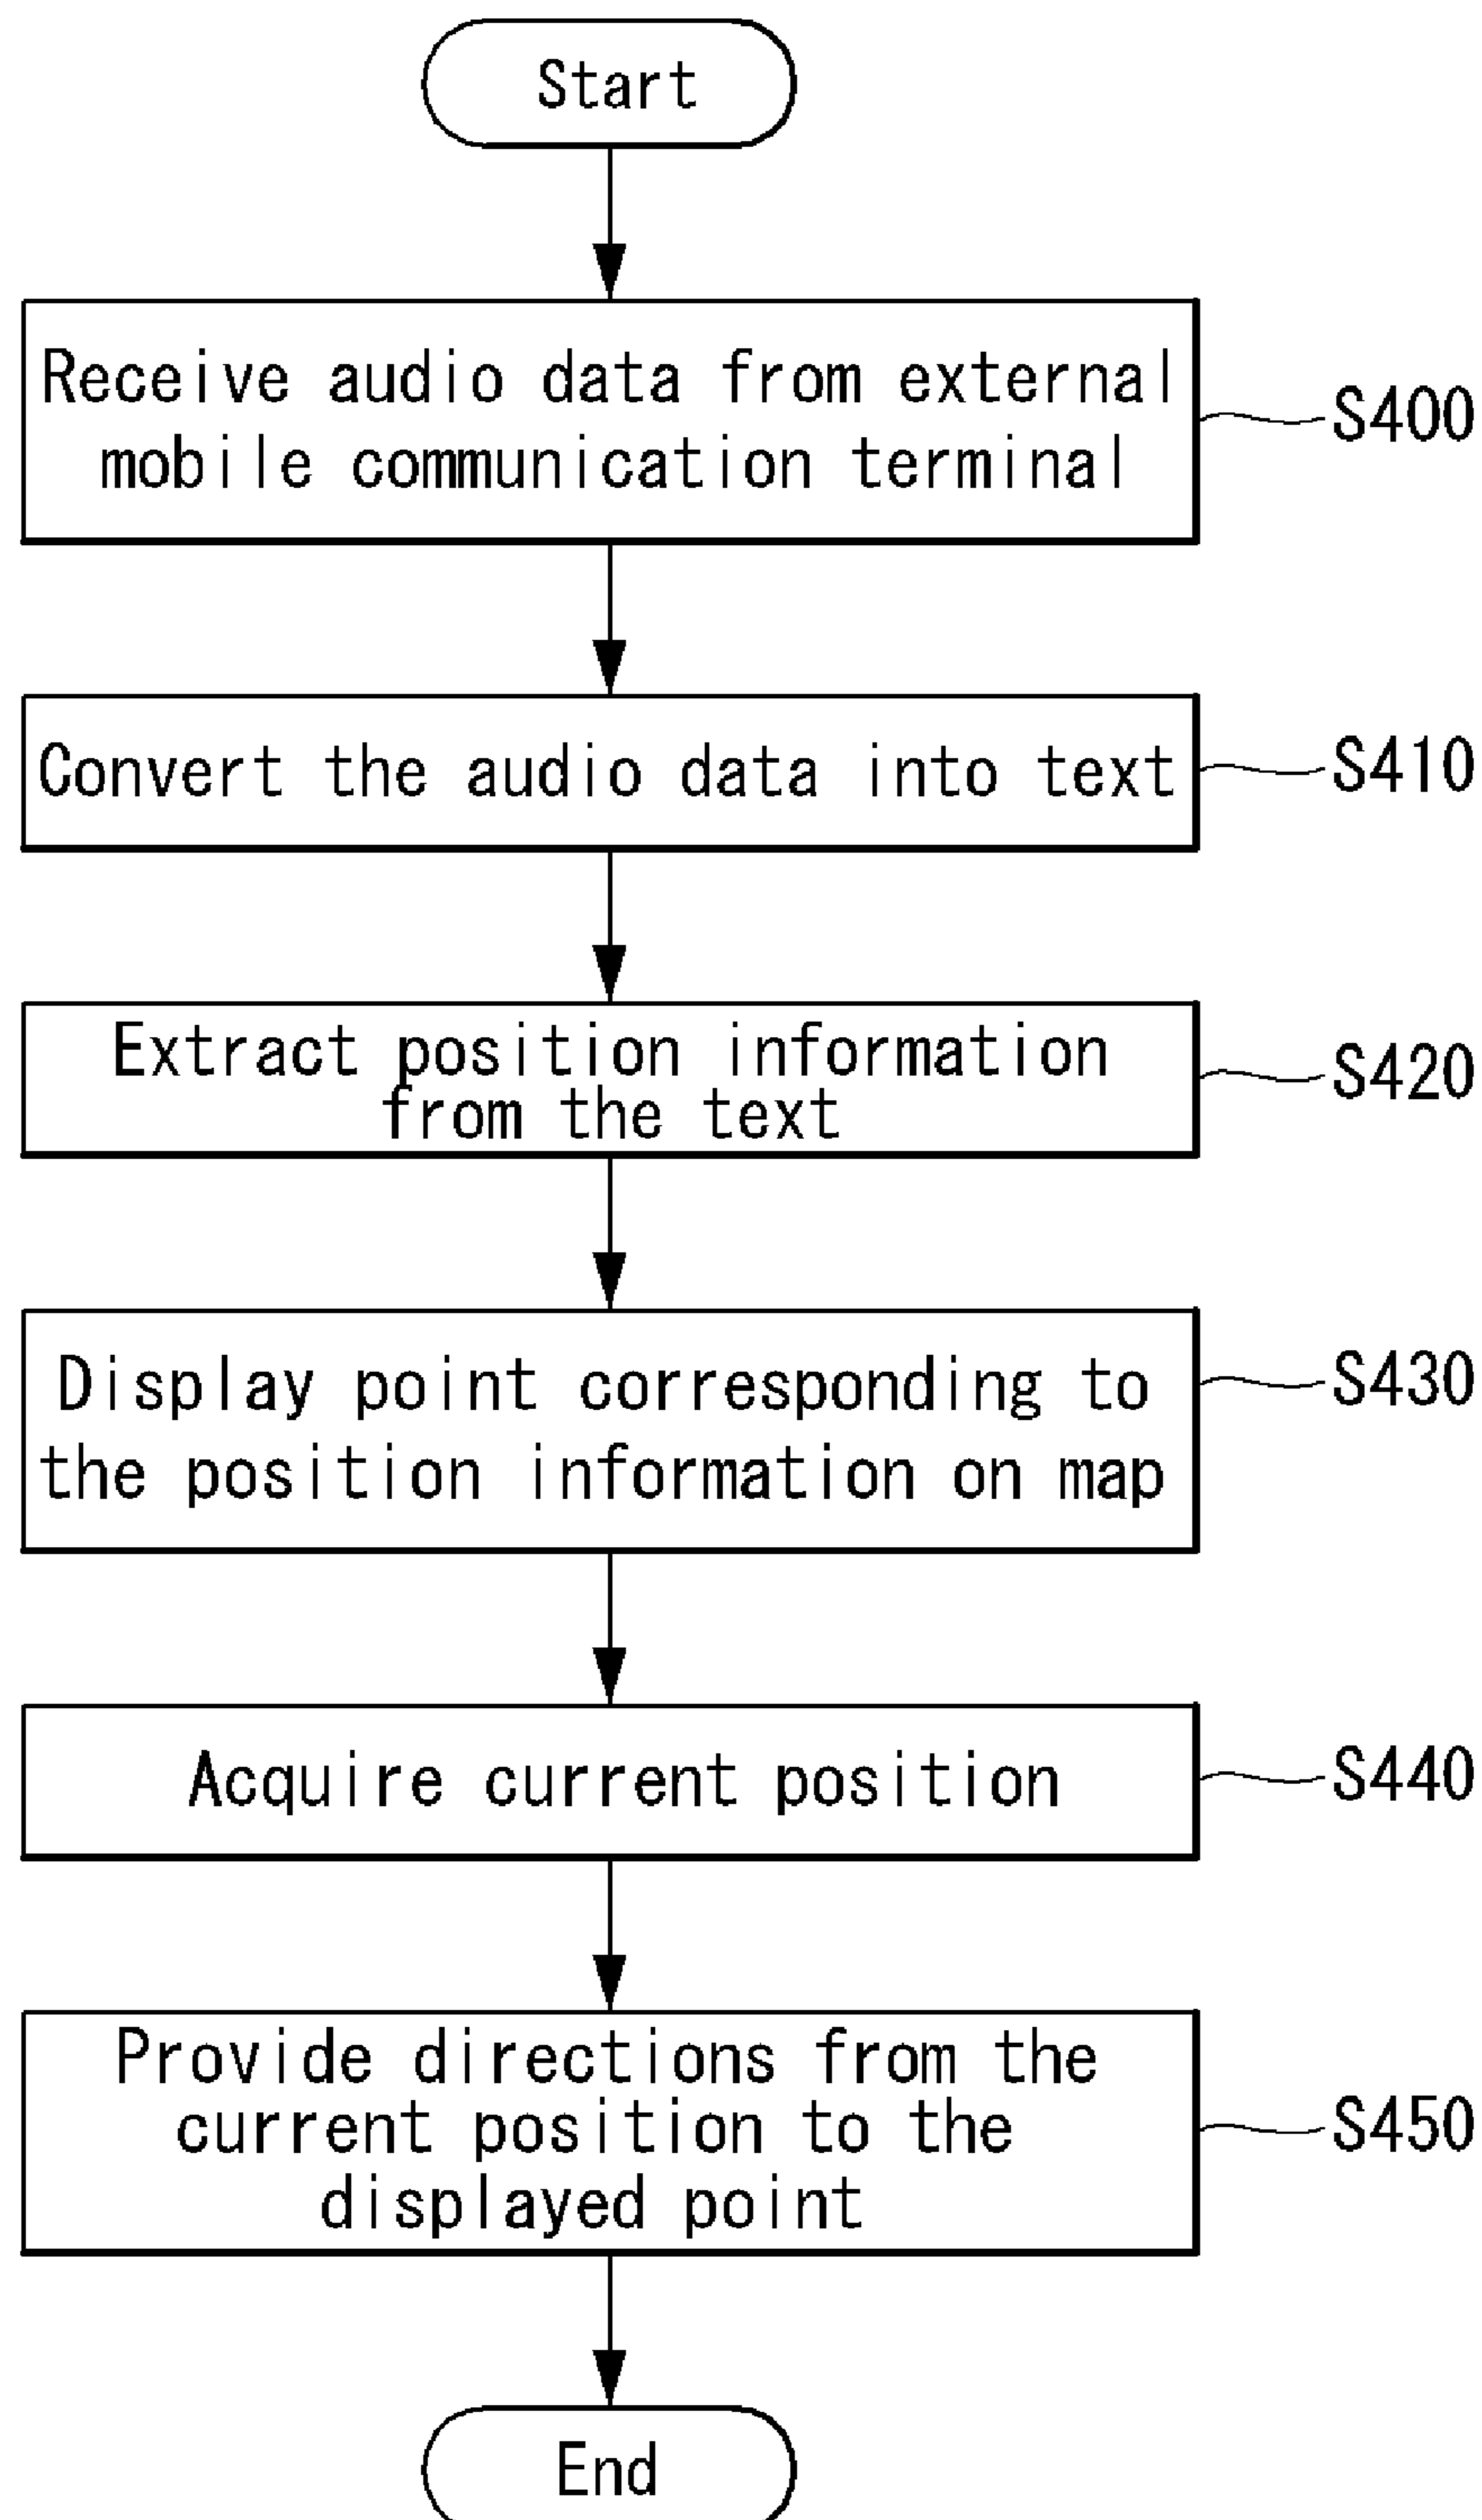 Start
Receive audio data from external
mobile communication terminal
S400
Convert the audio data into text
S410
Extract position information
from the text
S420
Display point corresponding to
the position information on map
S430
Acquire current position
S440
Provide directions from the
current position to the
displayed point
S450
End